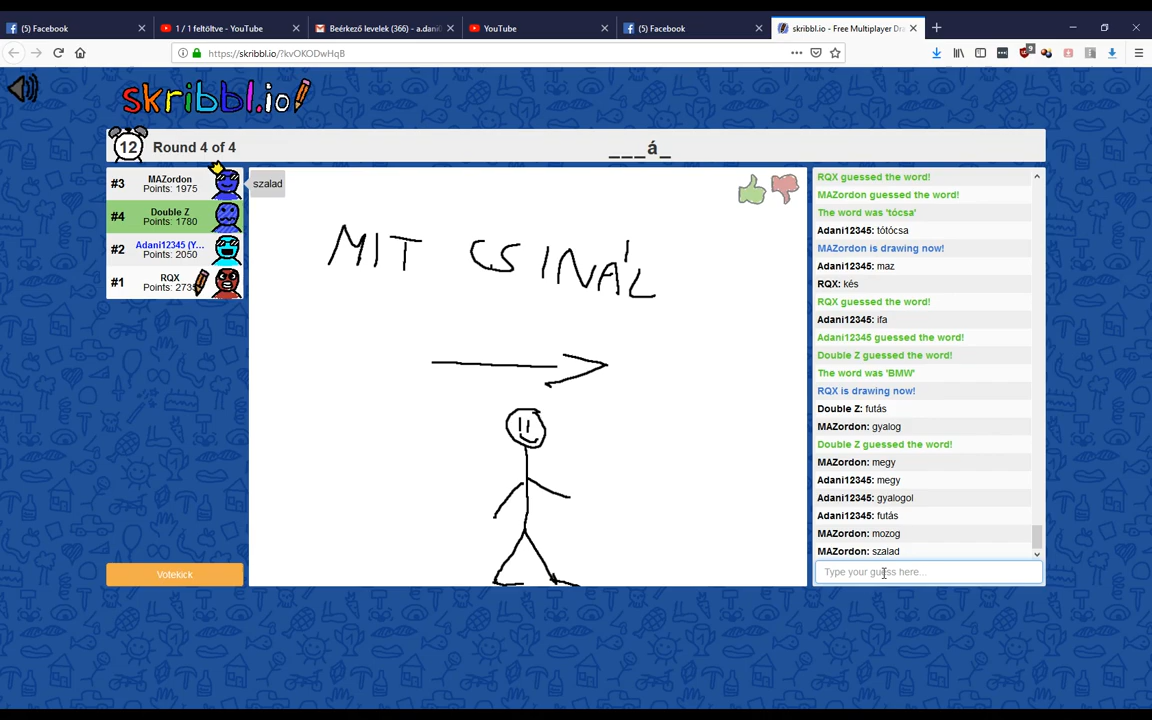 (5) Facebook
1 / 1 feltöltve - YouTube
Beérkező levelek (366) - a.dani
YouTube
(5) Facebook
skribbl.io - Free Multiplayer Dra
https://skribbl.io/?kvOKODwHqB
9
skribbl.io
12
Round 4 of 4
___á_
#3
MAZordon
Points: 1975
szalad
#4
Double Z
Points: 1780
#2
Adani12345 (Y...
Points: 2050
#1
RQX
Points: 273
Votekick
MIT CSINÁL
RQX guessed the word!
MAZordon guessed the word!
The word was 'tócsa'
Adani12345: tótócsa
MAZordon is drawing now!
Adani12345: maz
RQX: kés
RQX guessed the word!
Adani12345: ifa
Adani12345 guessed the word!
Double Z guessed the word!
The word was 'BMW'
RQX is drawing now!
Double Z: futás
MAZordon: gyalog
Double Z guessed the word!
MAZordon: megy
Adani12345: megy
Adani12345: gyalogol
Adani12345: futás
MAZordon: mozog
MAZordon: szalad
Type your guess here...